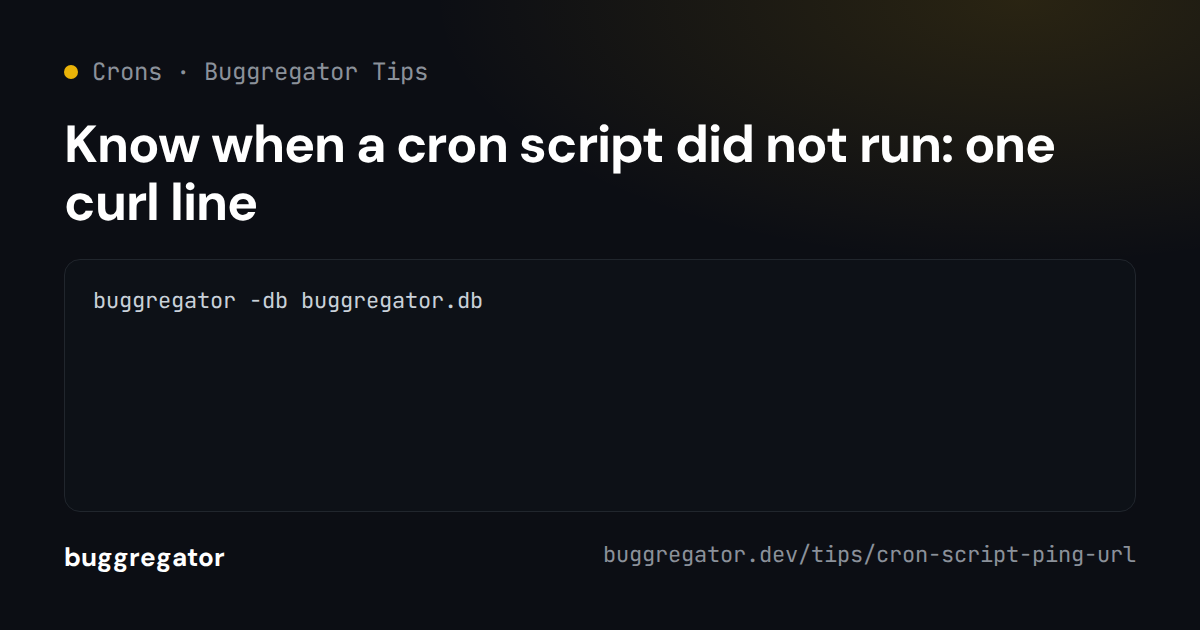 Crons · Buggregator Tips
Know when a cron script did not run: one
curl line
buggregator -db buggregator.db
buggregator
buggregator.dev/tips/cron-script-ping-url